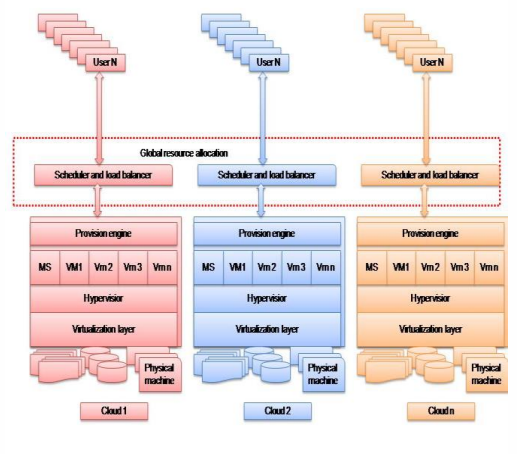 User N
User N
User N
Global resource allocation
Scheduler and load balancer
Scheduler and load balancer
Scheduler and load balancer
Provision engine
Provision engine
Provision engine
MS VM1 Vm2 Vm3 Vmn
MS VM1 Vm2 Vm3 Vmn
MS VM1 Vm2 Vm3 Vmn
Hypervisior
Hypervisior
Hypervisior
Virtualization layer
Virtualization layer
Virtualization layer
Physical
machine
Physical
machine
Physical
machine
Cloud 1
Cloud 2
Cloud n